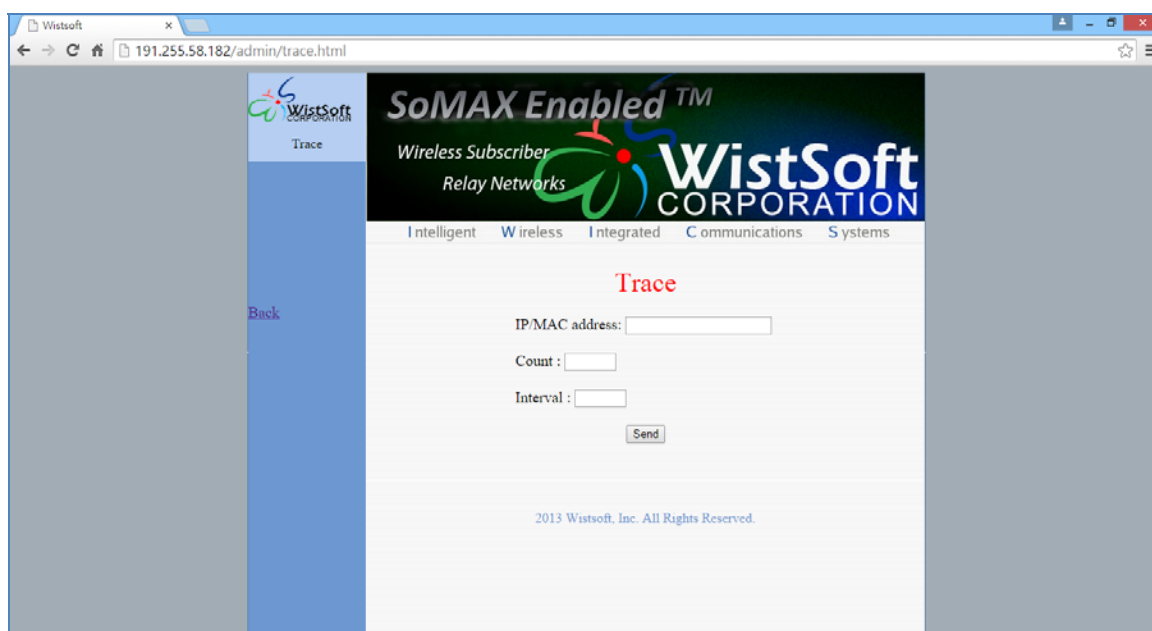 Wistsoft
191.255.58.182/admin/trace.html
WistSoft
CORPORATION
Trace
SoMAX Enabled TM
Wireless Subscriber
Relay Networks
WistSoft
CORPORATION
Intelligent Wireless Integrated Communications Systems
Trace
Back
IP/MAC address:
Count :
Interval :
Send
2013 Wistsoft, Inc. All Rights Reserved.